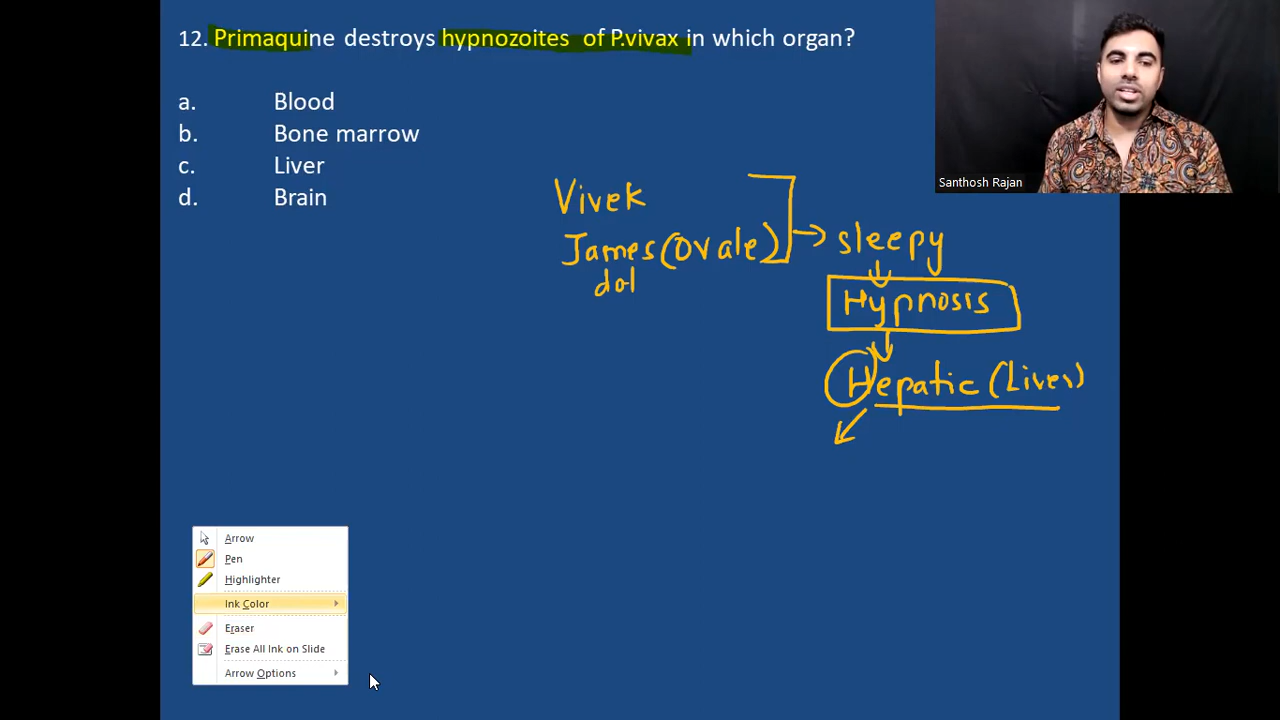 12. Primaquine destroys hypnozoites of P.vivax in which organ?
a. Blood
b. Bone marrow
c. Liver
d. Brain
Santhosh Rajan
Vivek
James (Ovale)
dal
sleepy
Hypnosis
Hepatic (Liver)
Arrow
Pen
Highlighter
Ink Color
Eraser
Erase All Ink on Slide
Arrow Options